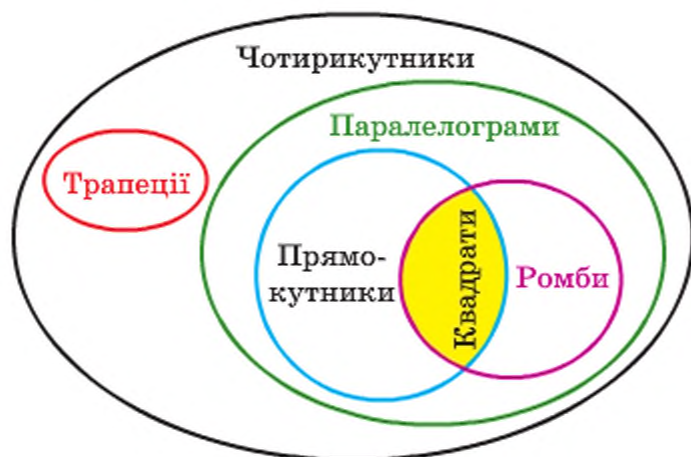 Чотирикутники
Паралелограми
Трапеції
Прямо-
кутники
Квадрати
Ромби